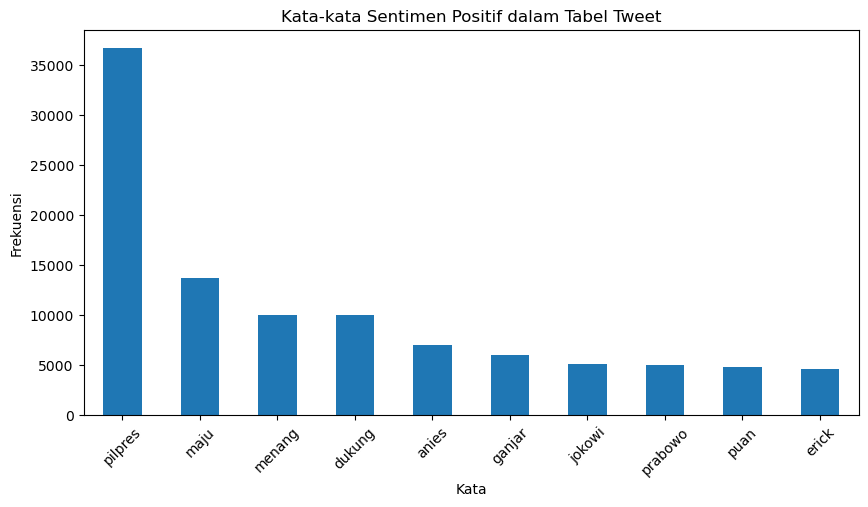 Kata-kata Sentimen Positif dalam Tabel Tweet
Frekuensi
35000
30000
25000
20000
15000
10000
5000
0
pilpres
maju
menang
dukung
anies
ganjar
jokowi
prabowo
puan
erick
Kata